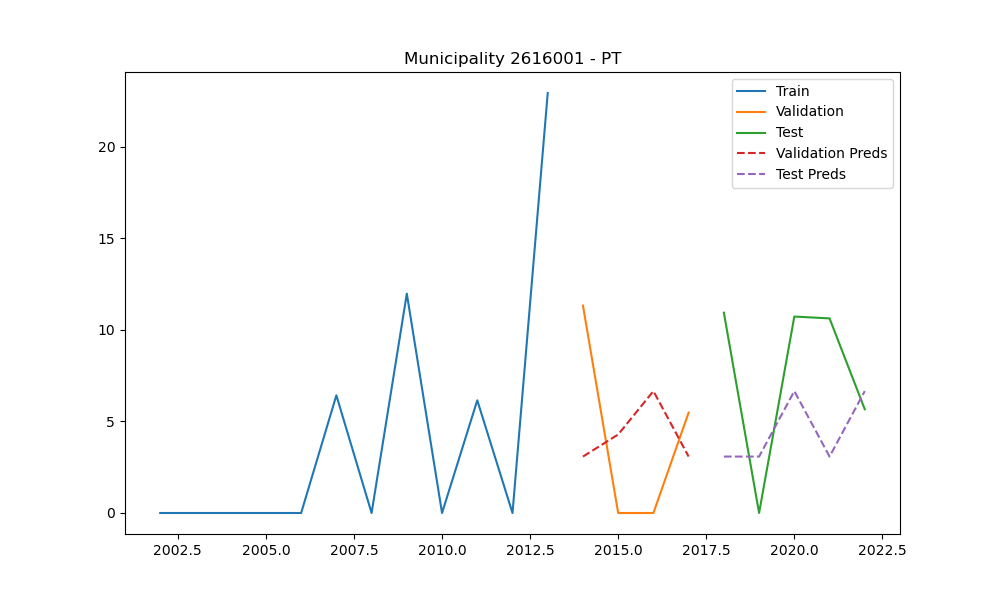 Municipality 2616001 - PT
Train
Validation
Test
Validation Preds
Test Preds
20
15
10
5
0
2002.5 2005.0 2007.5 2010.0 2012.5 2015.0 2017.5 2020.0 2022.5